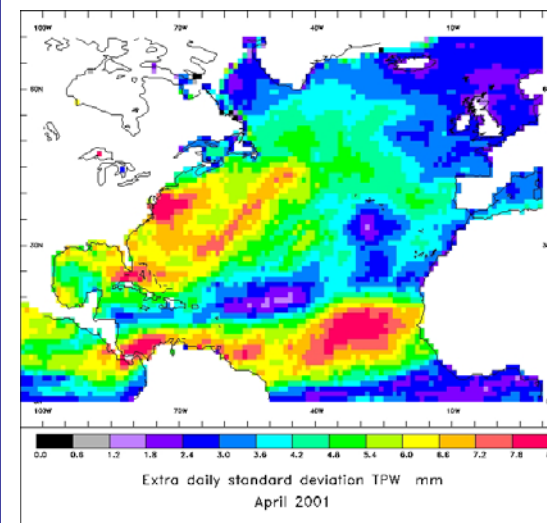 100W 70W 40W 10W
60N
30N
100W 70W 40W 10W
0.0 0.6 1.2 1.8 2.4 3.0 3.6 4.2 4.8 5.4 6.0 6.6 7.2 7.8
Extra daily standard deviation TPW mm
April 2001